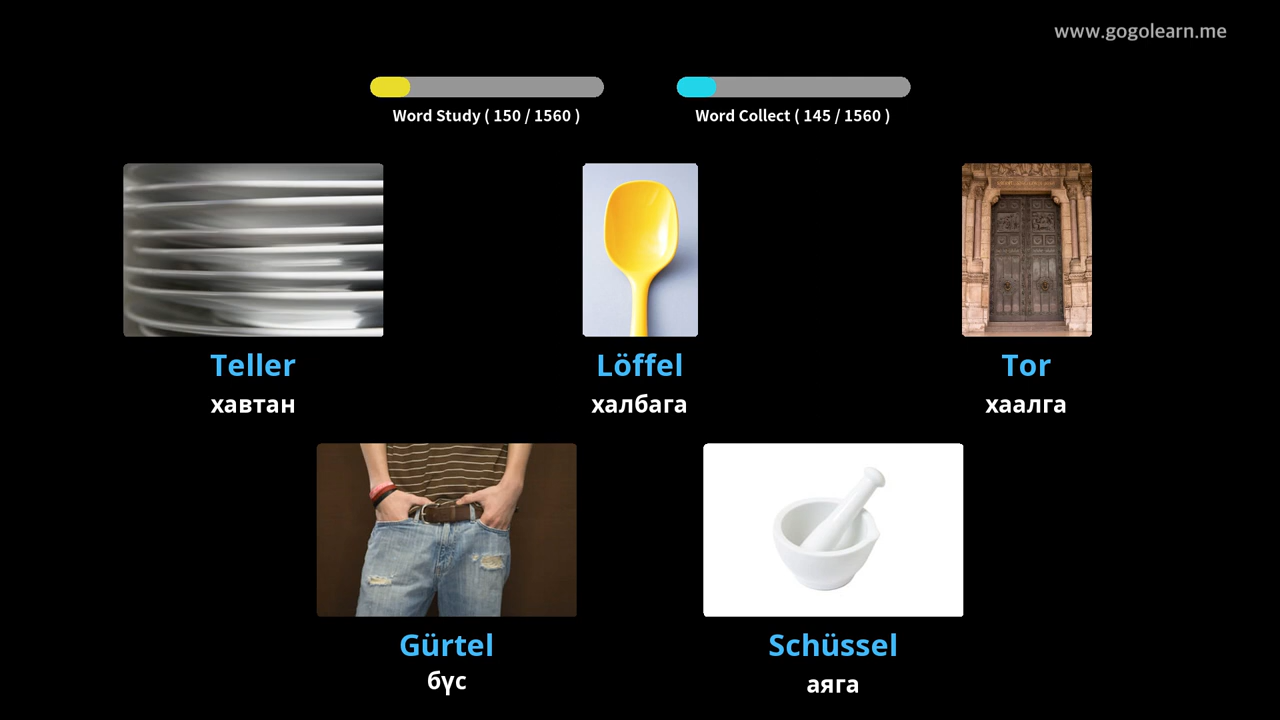 www.gogolearn.me
Word Study ( 150 / 1560 )
Word Collect ( 145 / 1560 )
Teller
хавтан
Löffel
халбага
Tor
хаалга
Gürtel
бүс
Schüssel
аяга